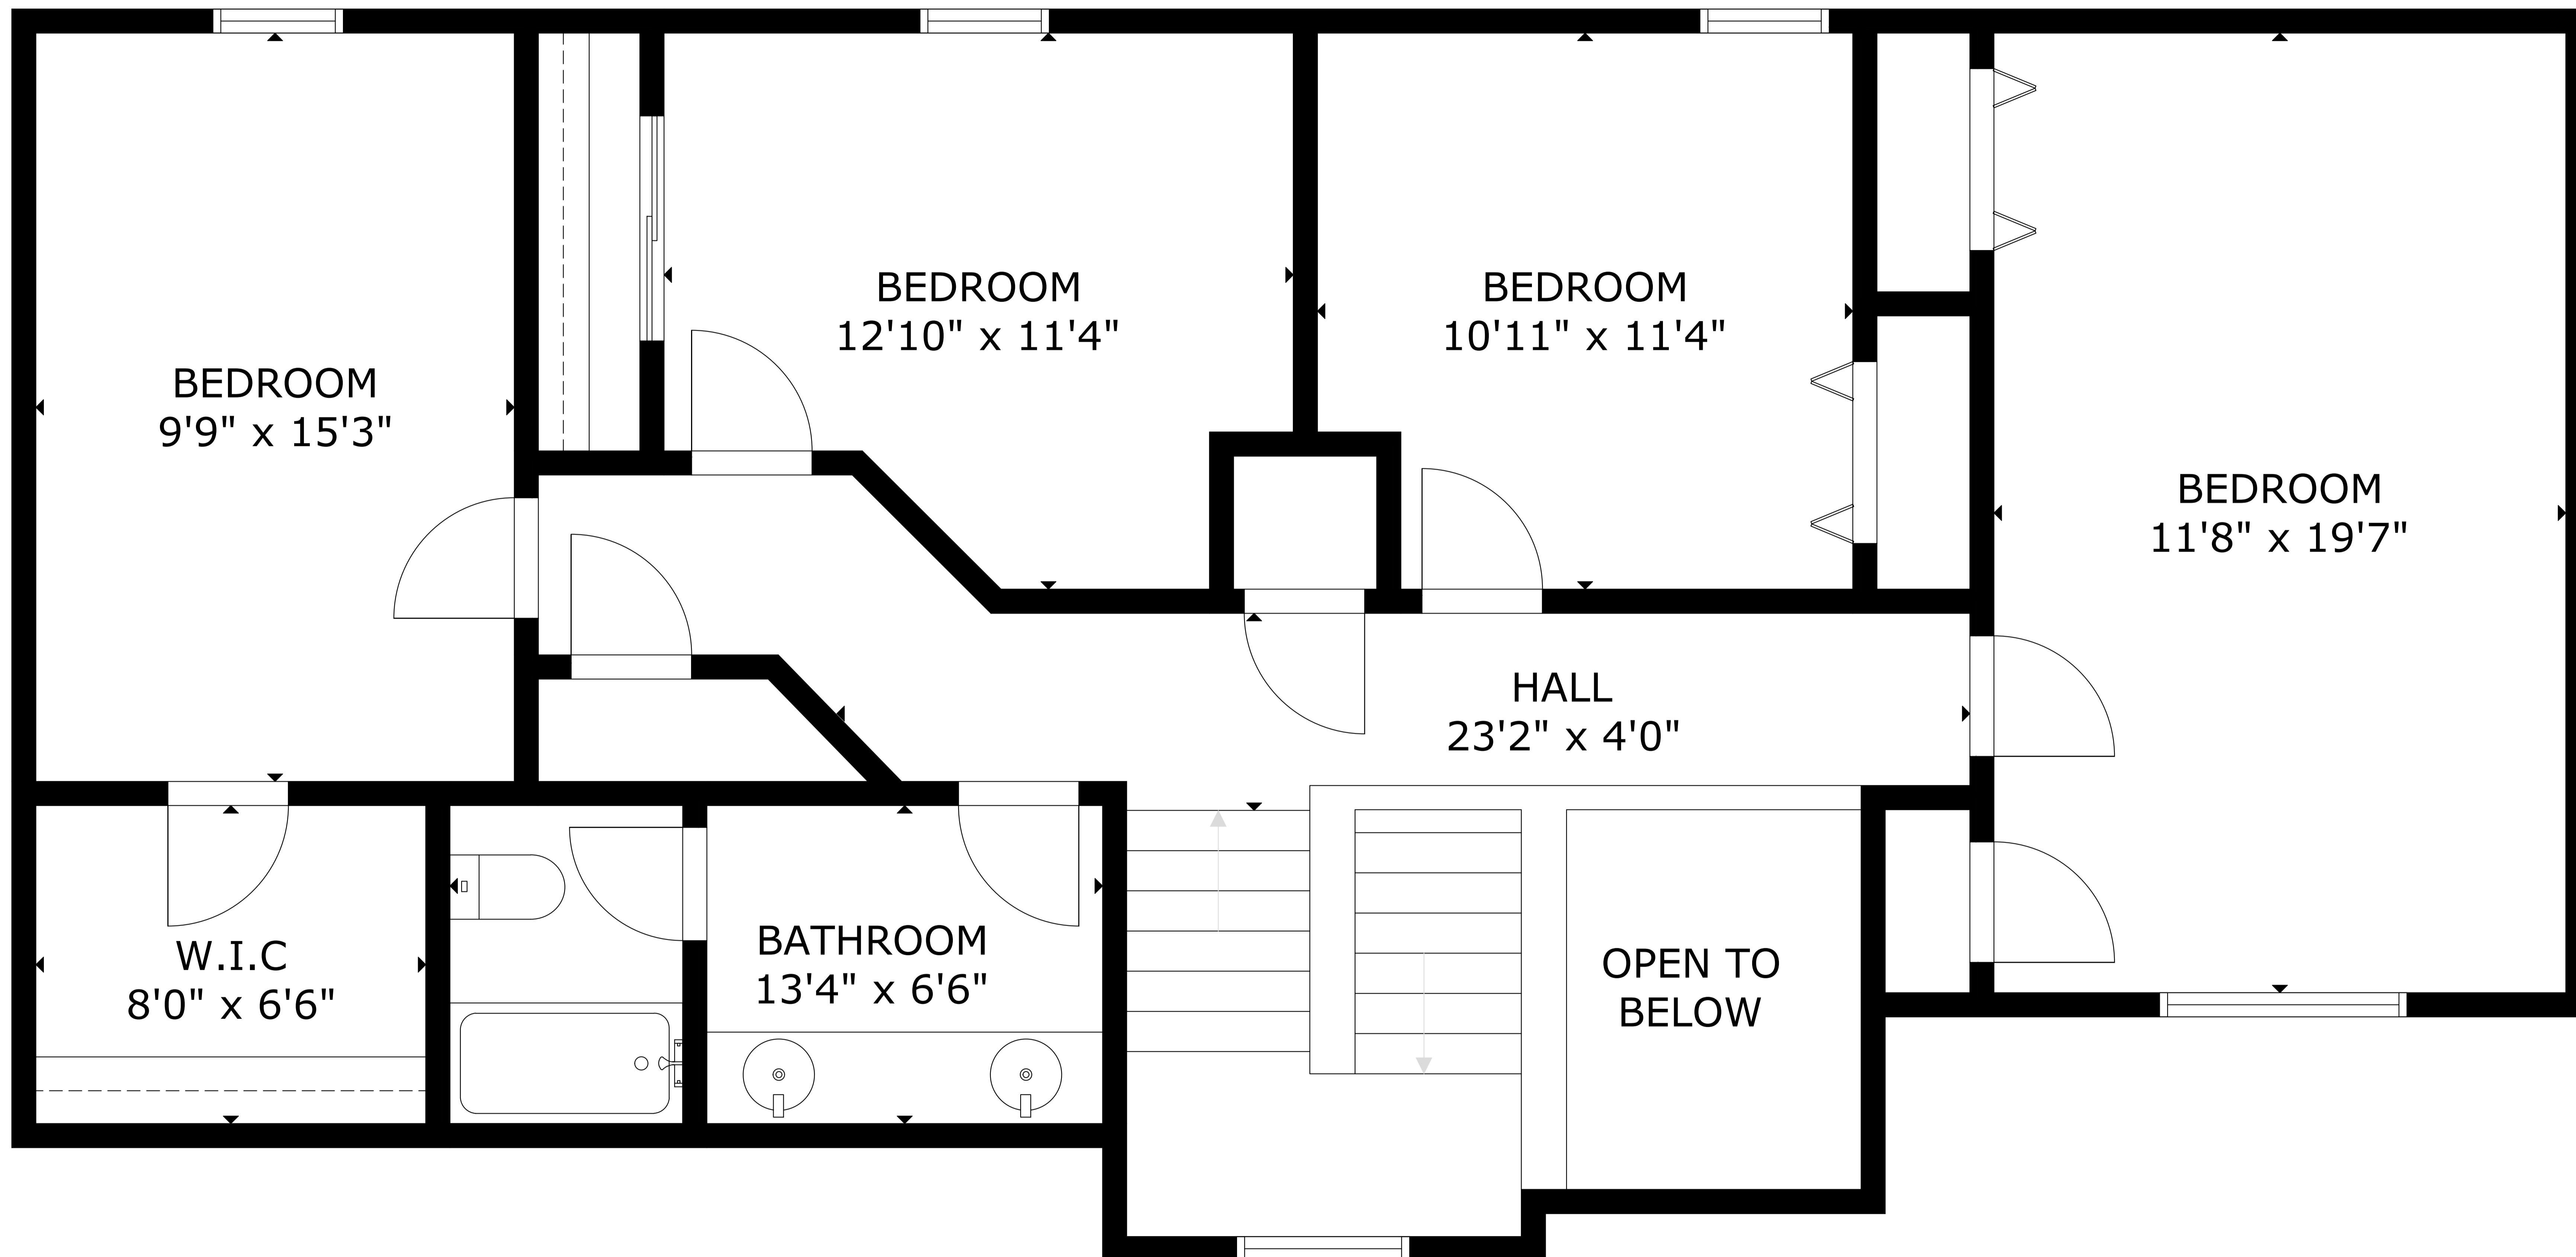 BEDROOM
9'9" x 15'3"
BEDROOM
12'10" x 11'4"
BEDROOM
10'11" x 11'4"
BEDROOM
11'8" x 19'7"
HALL
23'2" x 4'0"
W.I.C
8'0" x 6'6"
BATHROOM
13'4" x 6'6"
OPEN TO
BELOW